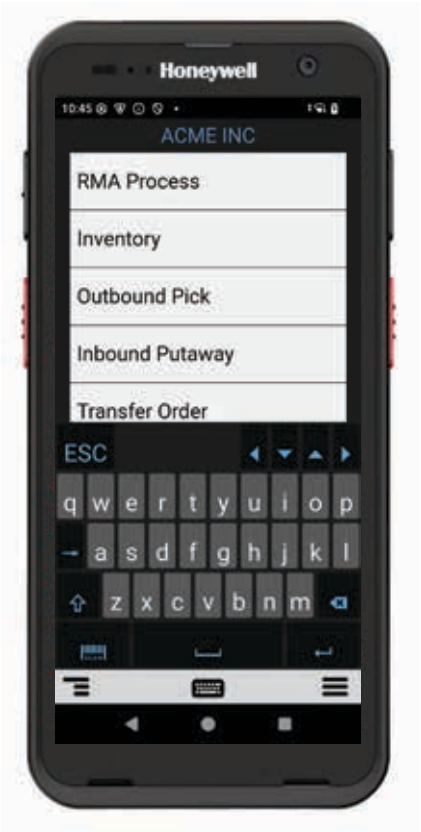 Honeywell
10:45
ACME INC
RMA Process
Inventory
Outbound Pick
Inbound Putaway
Transfer Order
ESC
q w e r t y u i o p
a s d f g h j k l
z x c v b n m